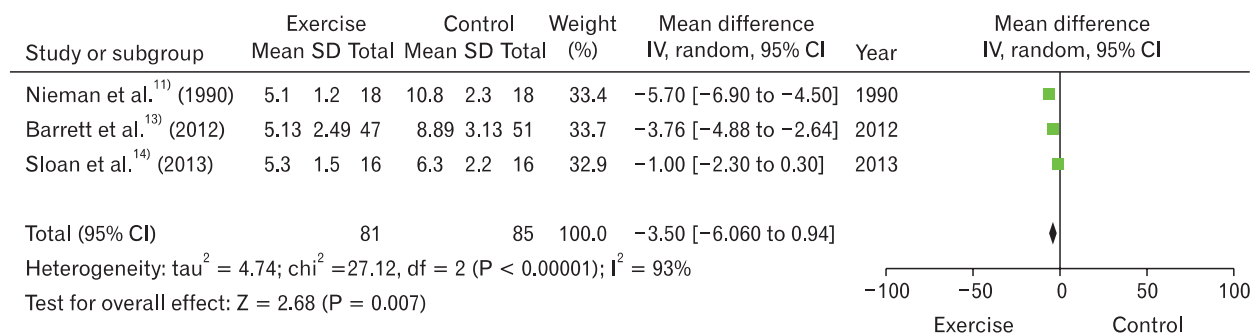 Exercise Control Weight Mean difference Mean difference
Study or subgroup Mean SD Total Mean SD Total (%) IV, random, 95% CI Year IV, random, 95% CI
Nieman et al.11) (1990) 5.1 1.2 18 10.8 2.3 18 33.4 −5.70 [−6.90 to −4.50] 1990
Barrett et al.13) (2012) 5.13 2.49 47 8.89 3.13 51 33.7 −3.76 [−4.88 to −2.64] 2012
Sloan et al.14) (2013) 5.3 1.5 16 6.3 2.2 16 32.9 −1.00 [−2.30 to 0.30] 2013
Total (95% CI) 81 85 100.0 −3.50 [−6.060 to 0.94]
Heterogeneity: tau2 = 4.74; chi2 =27.12, df = 2 (P < 0.00001); I2 = 93%
Test for overall effect: Z = 2.68 (P = 0.007)
−100 −50 0 50 100
Exercise Control